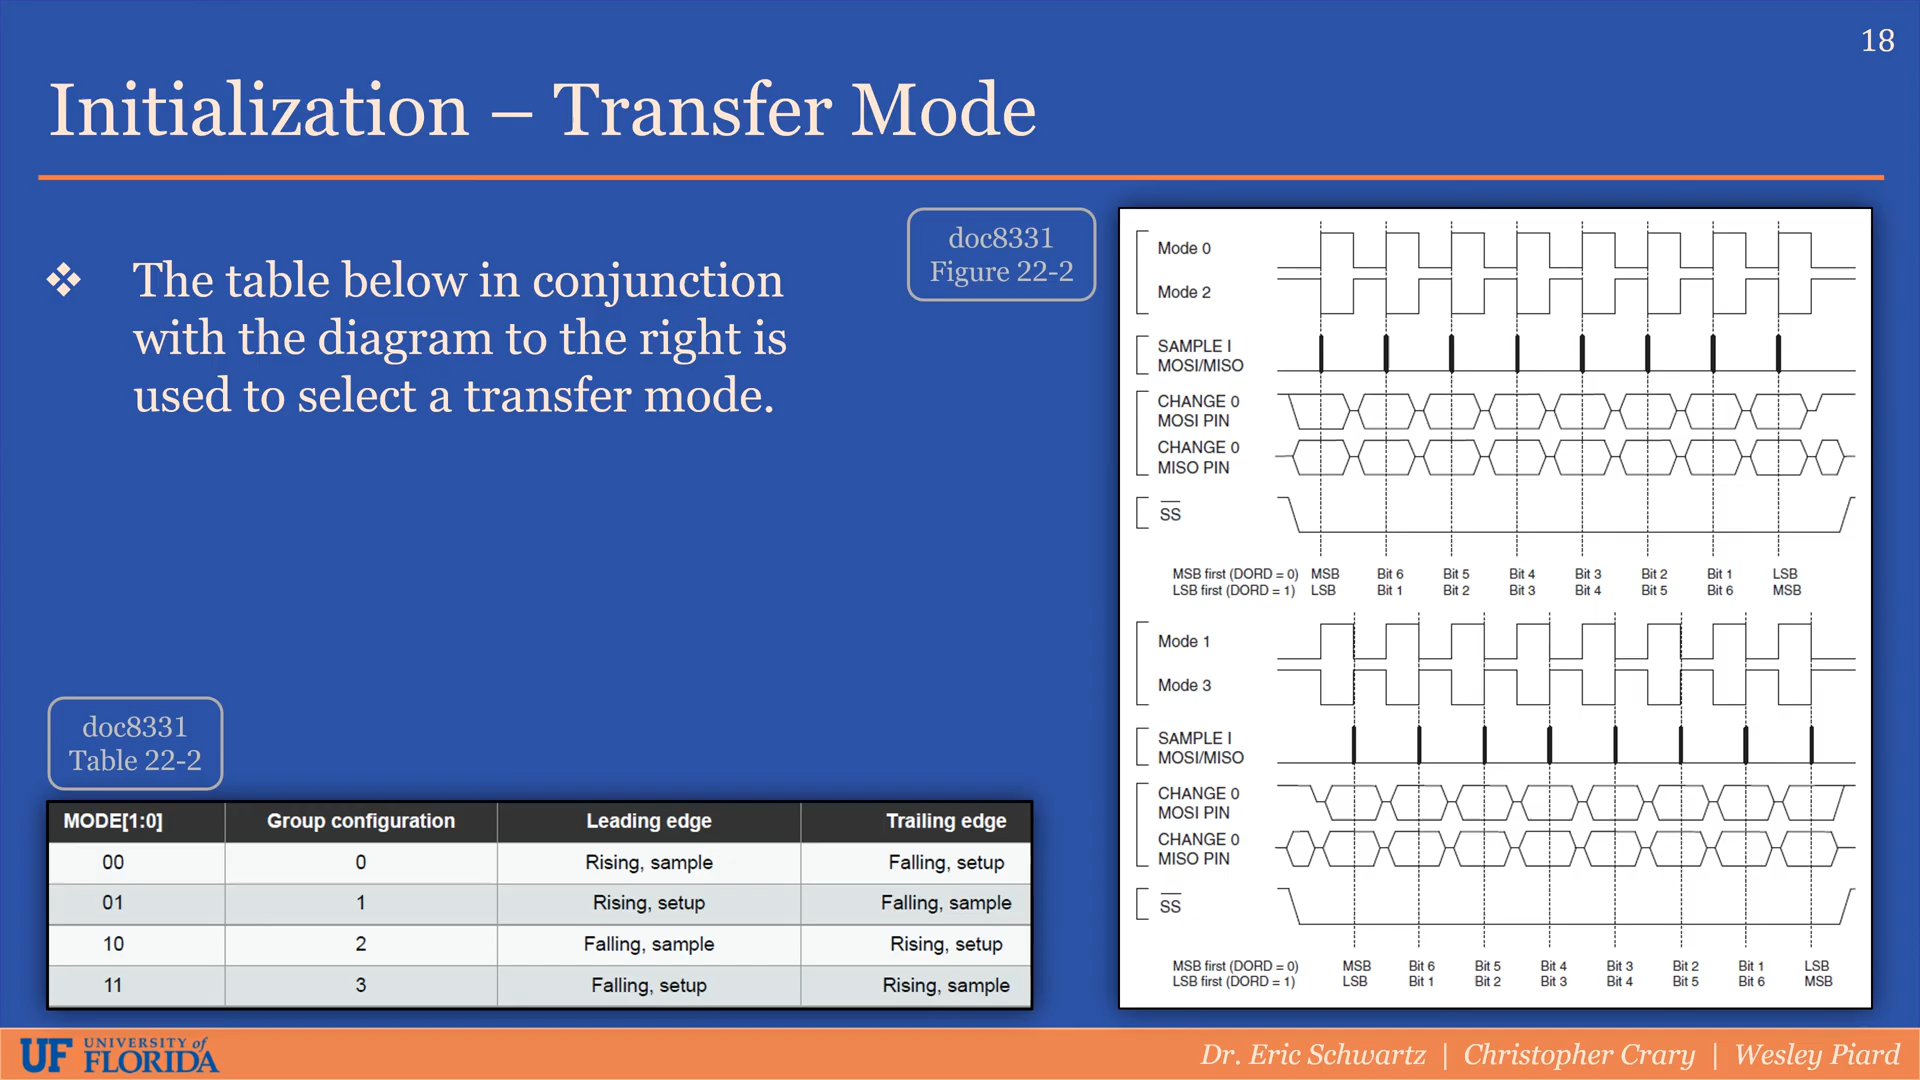 18
Initialization – Transfer Mode
❖ The table below in conjunction
with the diagram to the right is
used to select a transfer mode.
doc8331
Figure 22-2
Mode 0
Mode 2
SAMPLE I
MOSI/MISO
CHANGE 0
MOSI PIN
CHANGE 0
MISO PIN
SS
MSB first (DORD = 0) MSB Bit 6 Bit 5 Bit 4 Bit 3 Bit 2 Bit 1 LSB
LSB first (DORD = 1) LSB Bit 1 Bit 2 Bit 3 Bit 4 Bit 5 Bit 6 MSB
Mode 1
Mode 3
SAMPLE I
MOSI/MISO
CHANGE 0
MOSI PIN
CHANGE 0
MISO PIN
SS
MSB first (DORD = 0) MSB Bit 6 Bit 5 Bit 4 Bit 3 Bit 2 Bit 1 LSB
LSB first (DORD = 1) LSB Bit 1 Bit 2 Bit 3 Bit 4 Bit 5 Bit 6 MSB
doc8331
Table 22-2
MODE[1:0] Group configuration Leading edge Trailing edge
00 0 Rising, sample Falling, setup
01 1 Rising, setup Falling, sample
10 2 Falling, sample Rising, setup
11 3 Falling, setup Rising, sample
UF UNIVERSITY of
FLORIDA
Dr. Eric Schwartz | Christopher Crary | Wesley Piard